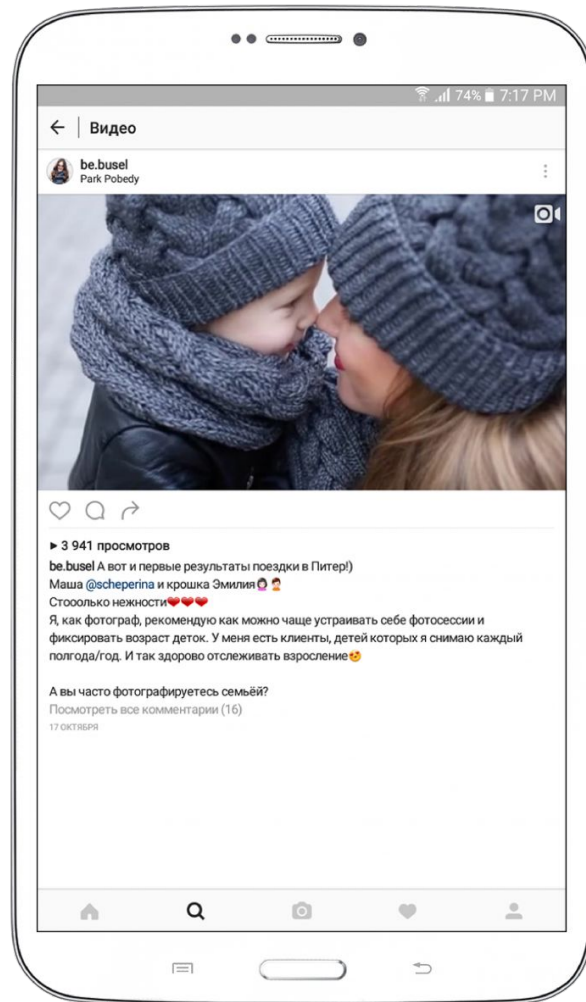 74% 7:17 PM
Видео
be.busel
Park Pobedy
3 941 просмотров
be.busel А вот и первые результаты поездки в Питер!)
Маша @scheperina и крошка Эмилия
Стооолько нежности
Я, как фотограф, рекомендую как можно чаще устраивать себе фотосессии и
фиксировать возраст деток. У меня есть клиенты, детей которых я снимаю каждый
полгода/год. И так здорово отслеживать взросление
А вы часто фотографируетесь семьёй?
Посмотреть все комментарии (16)
17 ОКТЯБРЯ